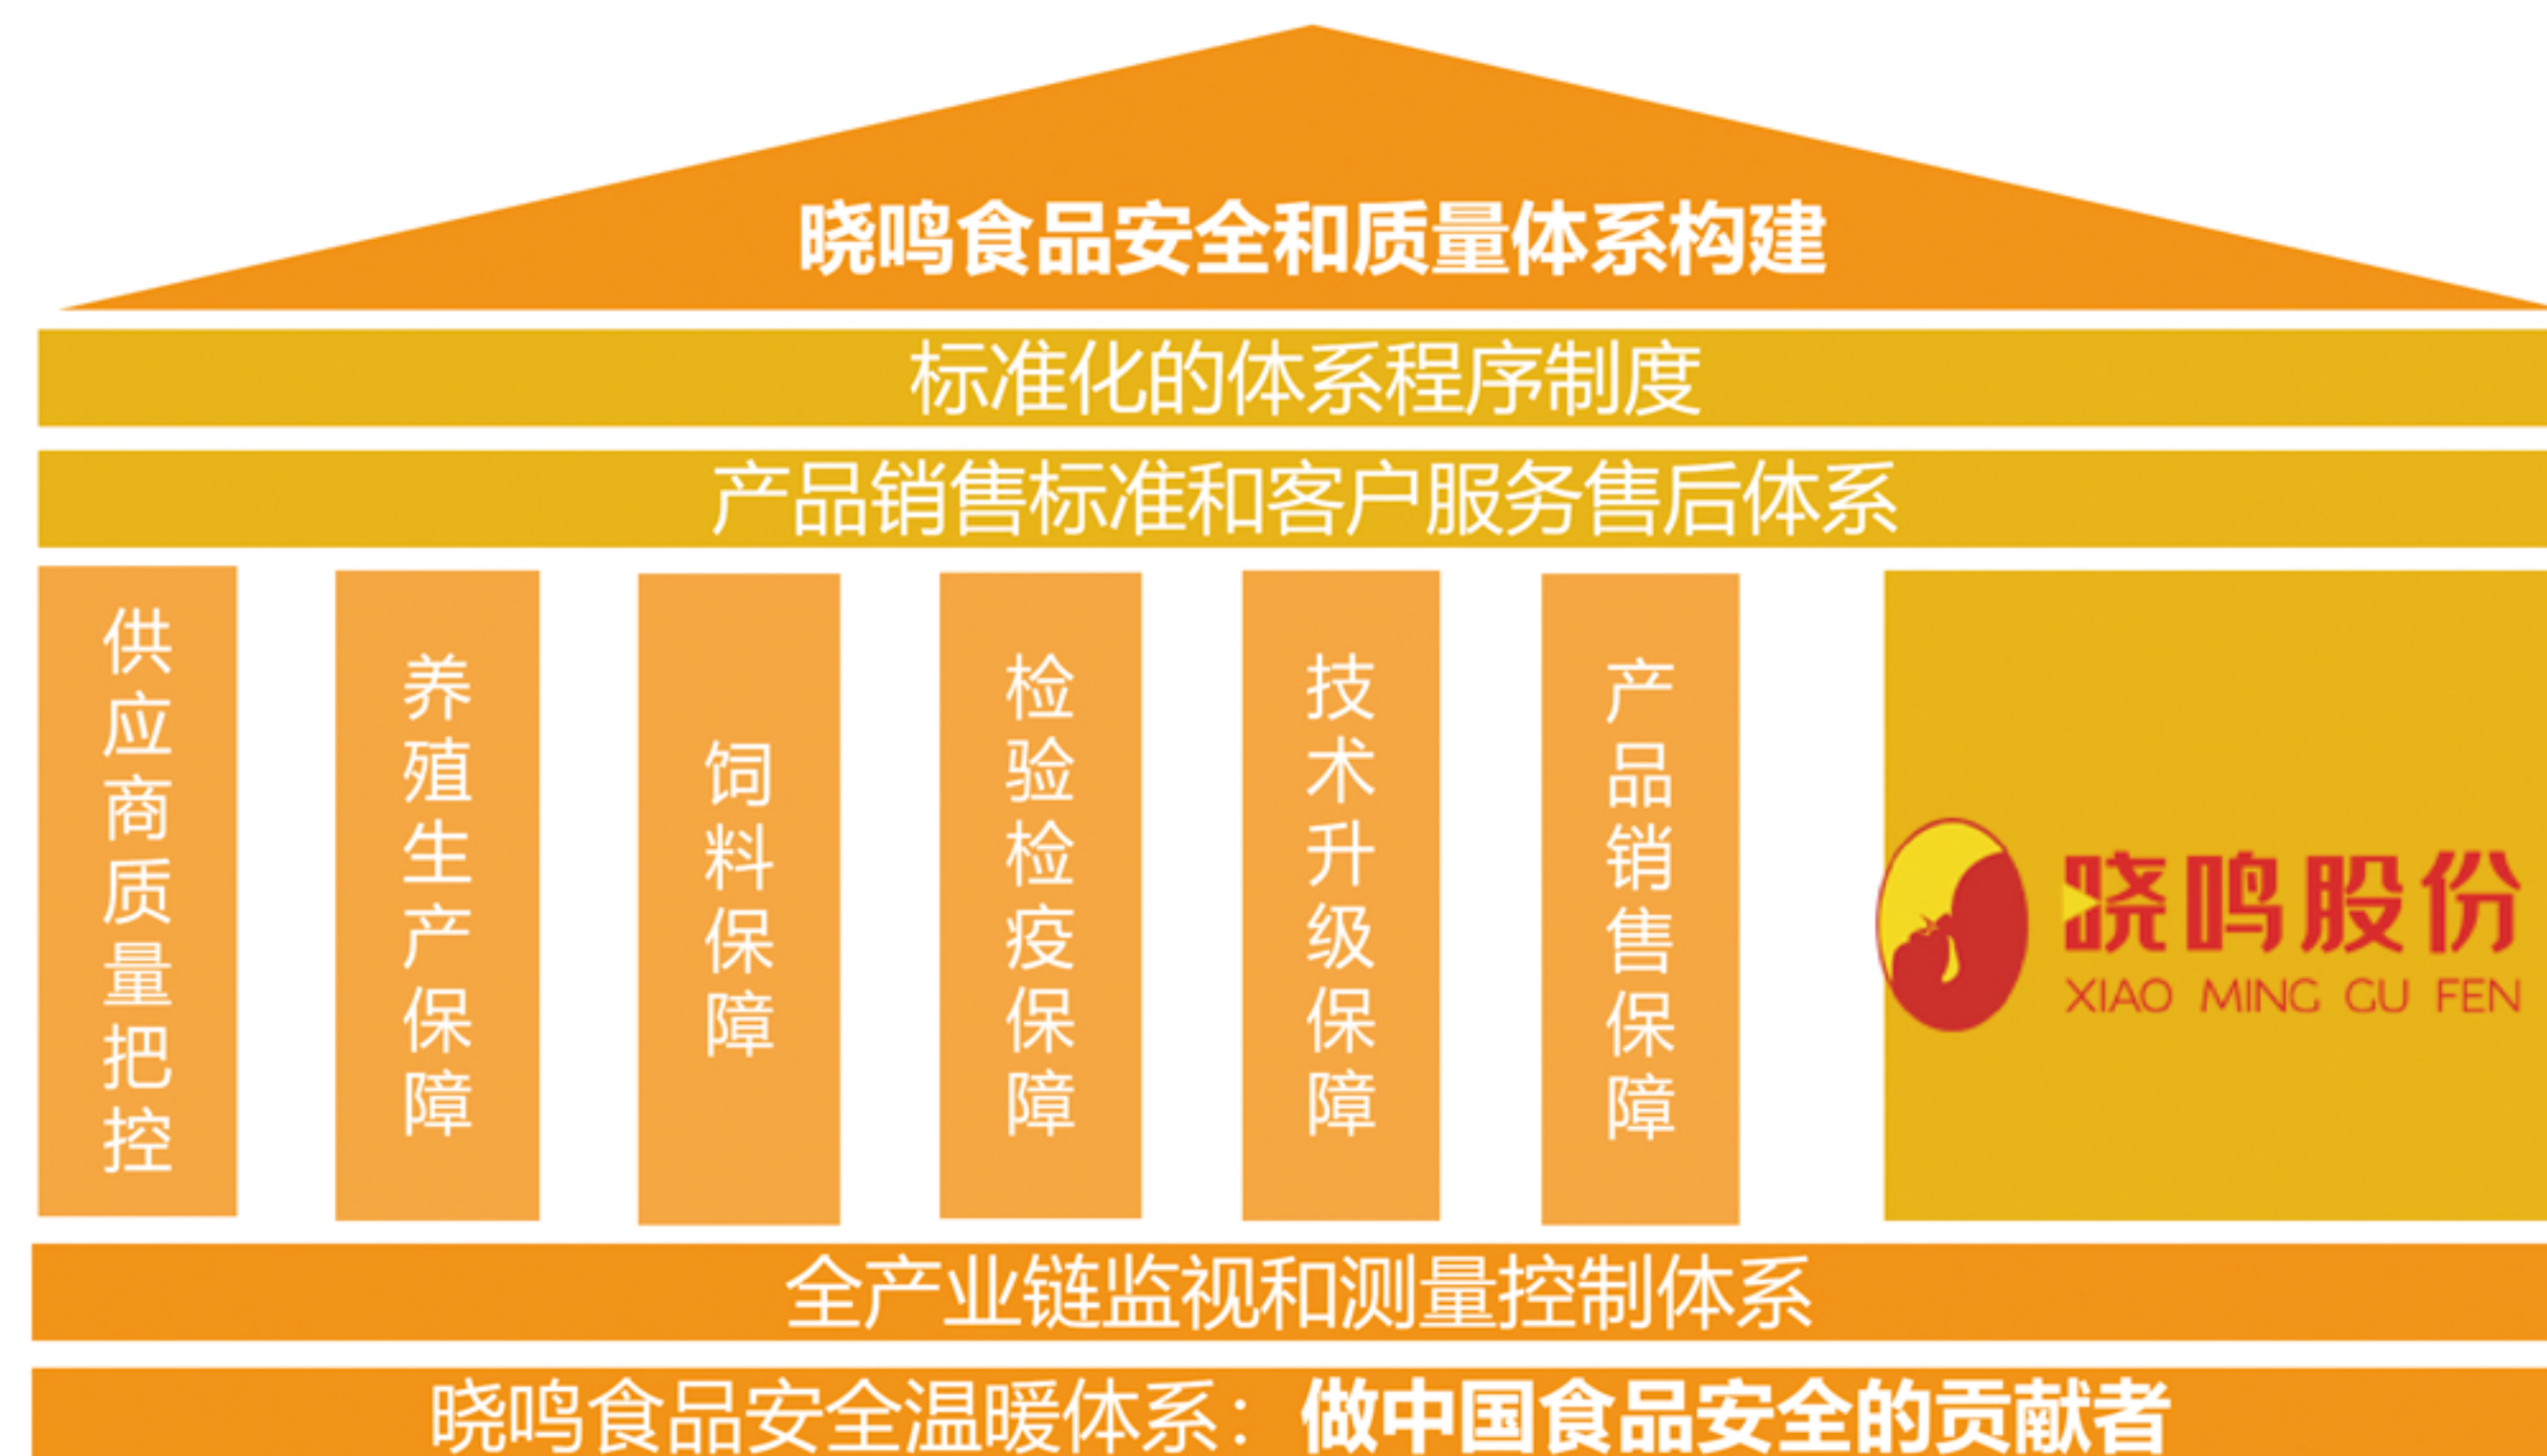 晓鸣食品安全和质量体系构建
标准化的体系程序制度
产品销售标准和客户服务售后体系
供应商质量把控
养殖生产保障
饲料保障
检验检疫保障
技术升级保障
产品销售保障
晓鸣股份
XIAO MING GU FEN
全产业链监视和测量控制体系
晓鸣食品安全温暖体系：做中国食品安全的贡献者